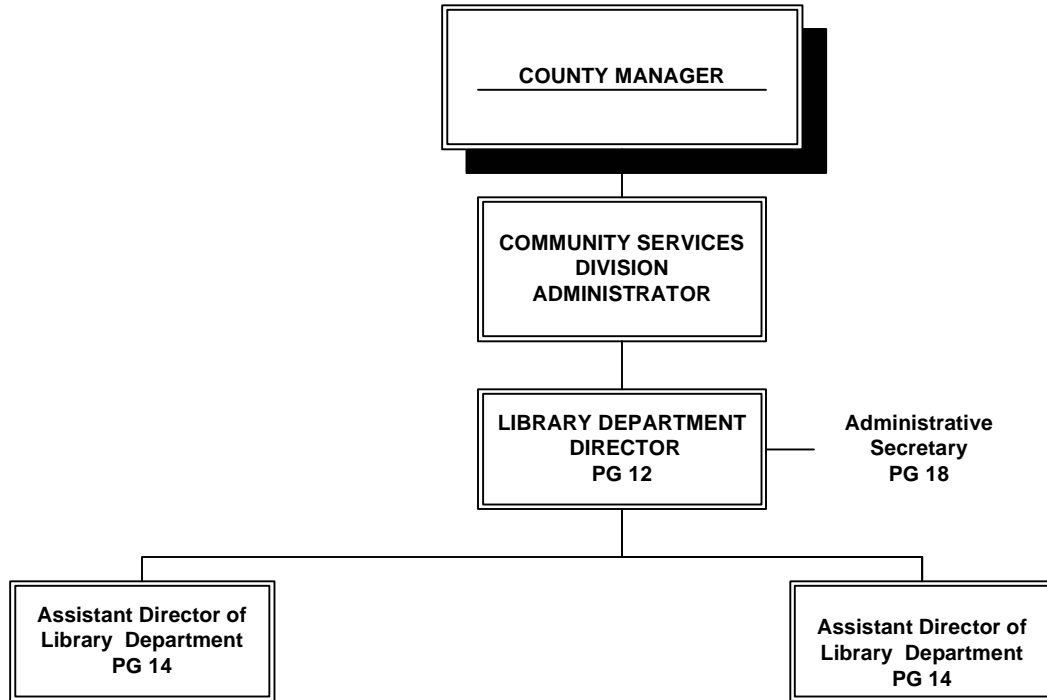 COUNTY MANAGER
COMMUNITY SERVICES
DIVISION
ADMINISTRATOR
LIBRARY DEPARTMENT
DIRECTOR
PG 12
Administrative
Secretary
PG 18
Assistant Director of
Library Department
PG 14
Assistant Director of
Library Department
PG 14